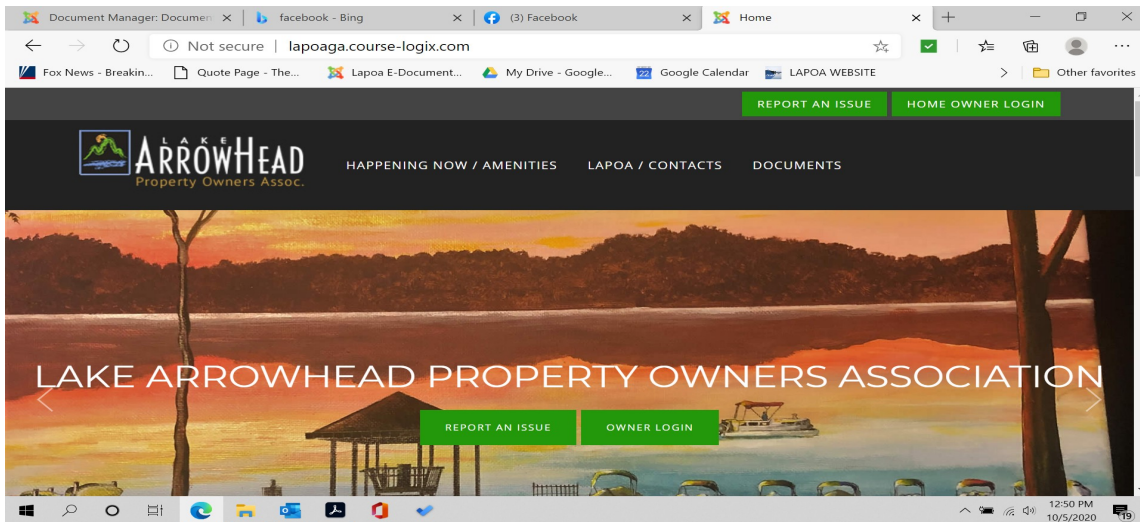 Document Manager: Documen
facebook - Bing
(3) Facebook
Home
Not secure | lapoaga.course-logix.com
Fox News - Breakin...
Quote Page - The...
Lapoa E-Document...
My Drive - Google...
22
Google Calendar
LAPOA WEBSITE
Other favorites
REPORT AN ISSUE
HOME OWNER LOGIN
LAKE
ARROWHEAD
Property Owners Assoc.
HAPPENING NOW / AMENITIES
LAPOA / CONTACTS
DOCUMENTS
LAKE ARROWHEAD PROPERTY OWNERS ASSOCIATION
REPORT AN ISSUE
OWNER LOGIN
12:50 PM
10/5/2020
19